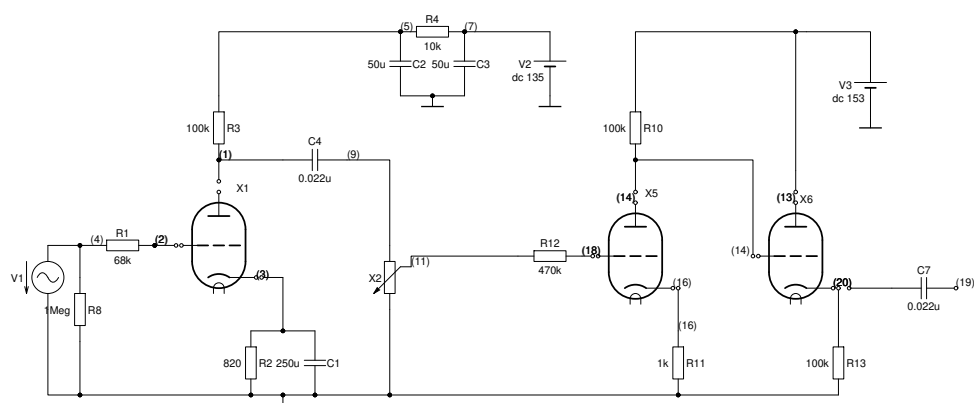 (5) R4 (7)
10k
50u C2 50u C3
V2
dc 135
V3
dc 153
100k R3
100k R10
(1)
C4
(9)
0.022u
X1
(14) X5
(13) X6
(4) R1 (2)
68k
R12 (18)
470k
(14)
V1
(3)
X2 (11)
(16)
(20)
C7
(19)
0.022u
1Meg R8
(16)
820 R2 250u C1
1k R11
100k R13